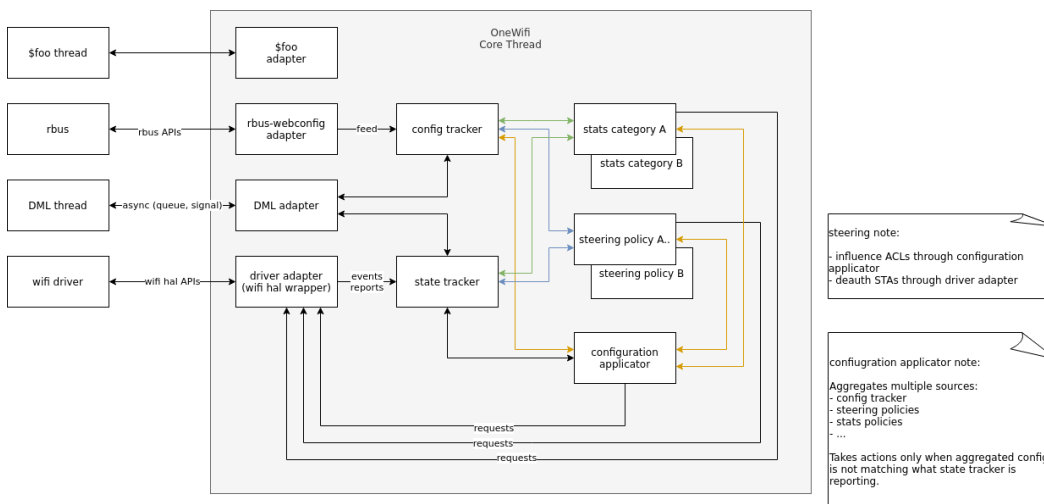 OneWifi
Core Thread
$foo thread
$foo
adapter
rbus
rbus APIs
rbus-webconfig
adapter
feed
config tracker
stats category A
stats category B
DML thread
async (queue, signal)
DML adapter
steering policy A..
steering policy B
wifi driver
wifi hal APIs
driver adapter
(wifi hal wrapper)
events
reports
state tracker
configuration
applicator
requests
requests
requests
steering note:
- influence ACLs through configuration
applicator
- deauth STAs through driver adapter
confiugration applicator note:
Aggregates multiple sources:
- config tracker
- steering policies
- stats policies
- ...
Takes actions only when aggregated config
is not matching what state tracker is
reporting.